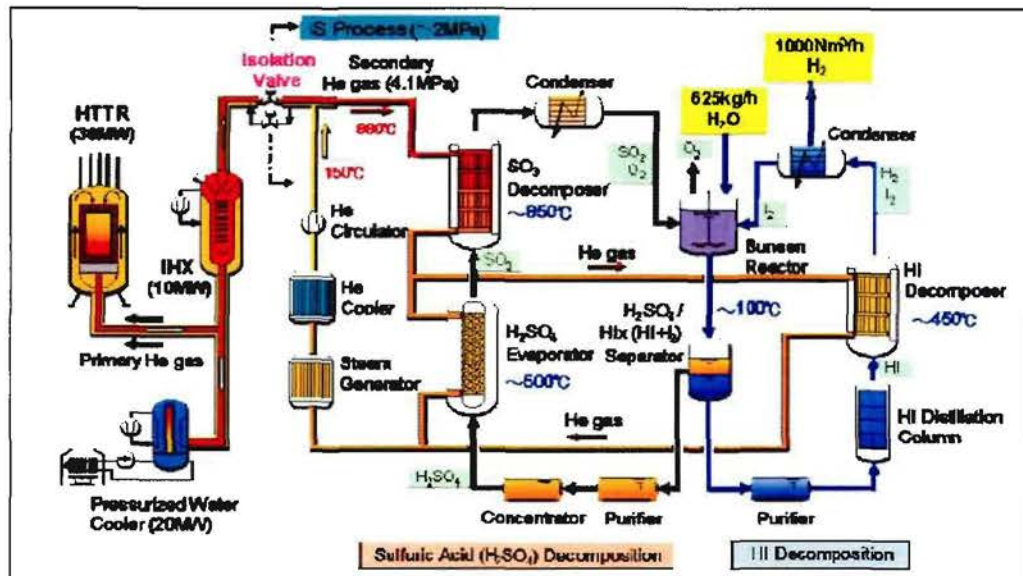 IS Process (~2MPa)
Isolation
Valve
Secondary
He gas (4.1MPa)
880℃
150℃
HTTR
(30MW)
IHX
(10MW)
Primary He gas
Pressurized Water
Cooler (20MW)
He
Circulator
He
Cooler
Steam
Generator
Condenser
SO₃
Decomposer
~850℃
H₂SO₄
Evaporator
~500℃
H₂SO₄
SO₂
O₂
O₂
625kg/h
H₂O
1000Nm³/h
H₂
Condenser
H₂
I₂
I₂
Bunsen
Reactor
~100℃
He gas
H₂SO₄ /
HIx (HI+I₂)
Separator
HI
Decomposer
~450℃
HI
HI Distillation
Column
He gas
Concentrator
Purifier
Purifier
Sulfuric Acid (H₂SO₄) Decomposition
HI Decomposition